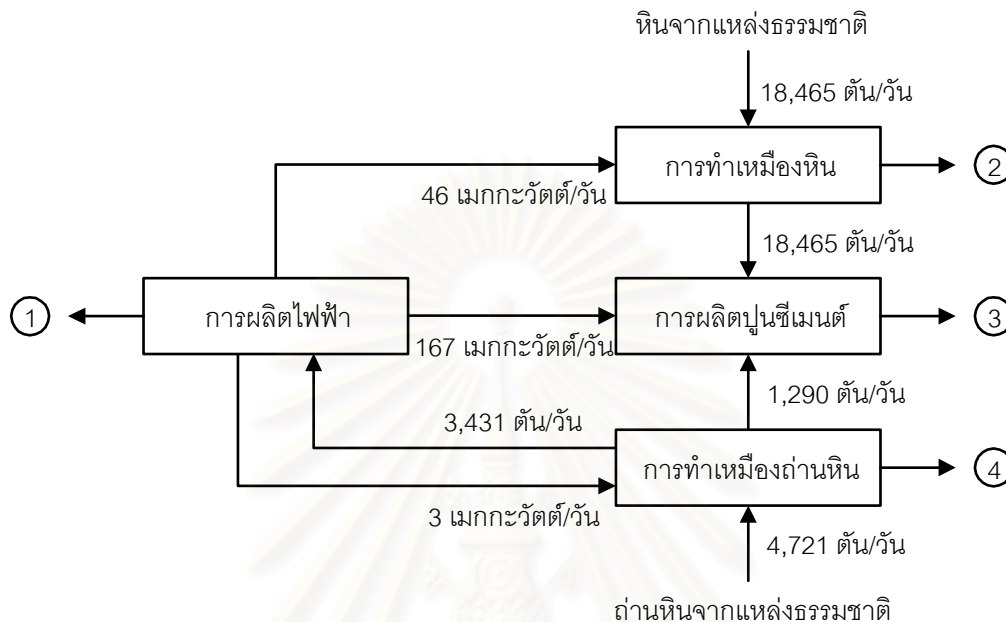 หินจากแหล่งธรรมชาติ
18,465 ตัน/วัน
การทำเหมืองหิน
2
46 เมกกะวัตต์/วัน
18,465 ตัน/วัน
1
การผลิตไฟฟ้า
การผลิตปูนซีเมนต์
3
167 เมกกะวัตต์/วัน
1,290 ตัน/วัน
3,431 ตัน/วัน
การทำเหมืองถ่านหิน
4
3 เมกกะวัตต์/วัน
4,721 ตัน/วัน
ถ่านหินจากแหล่งธรรมชาติ